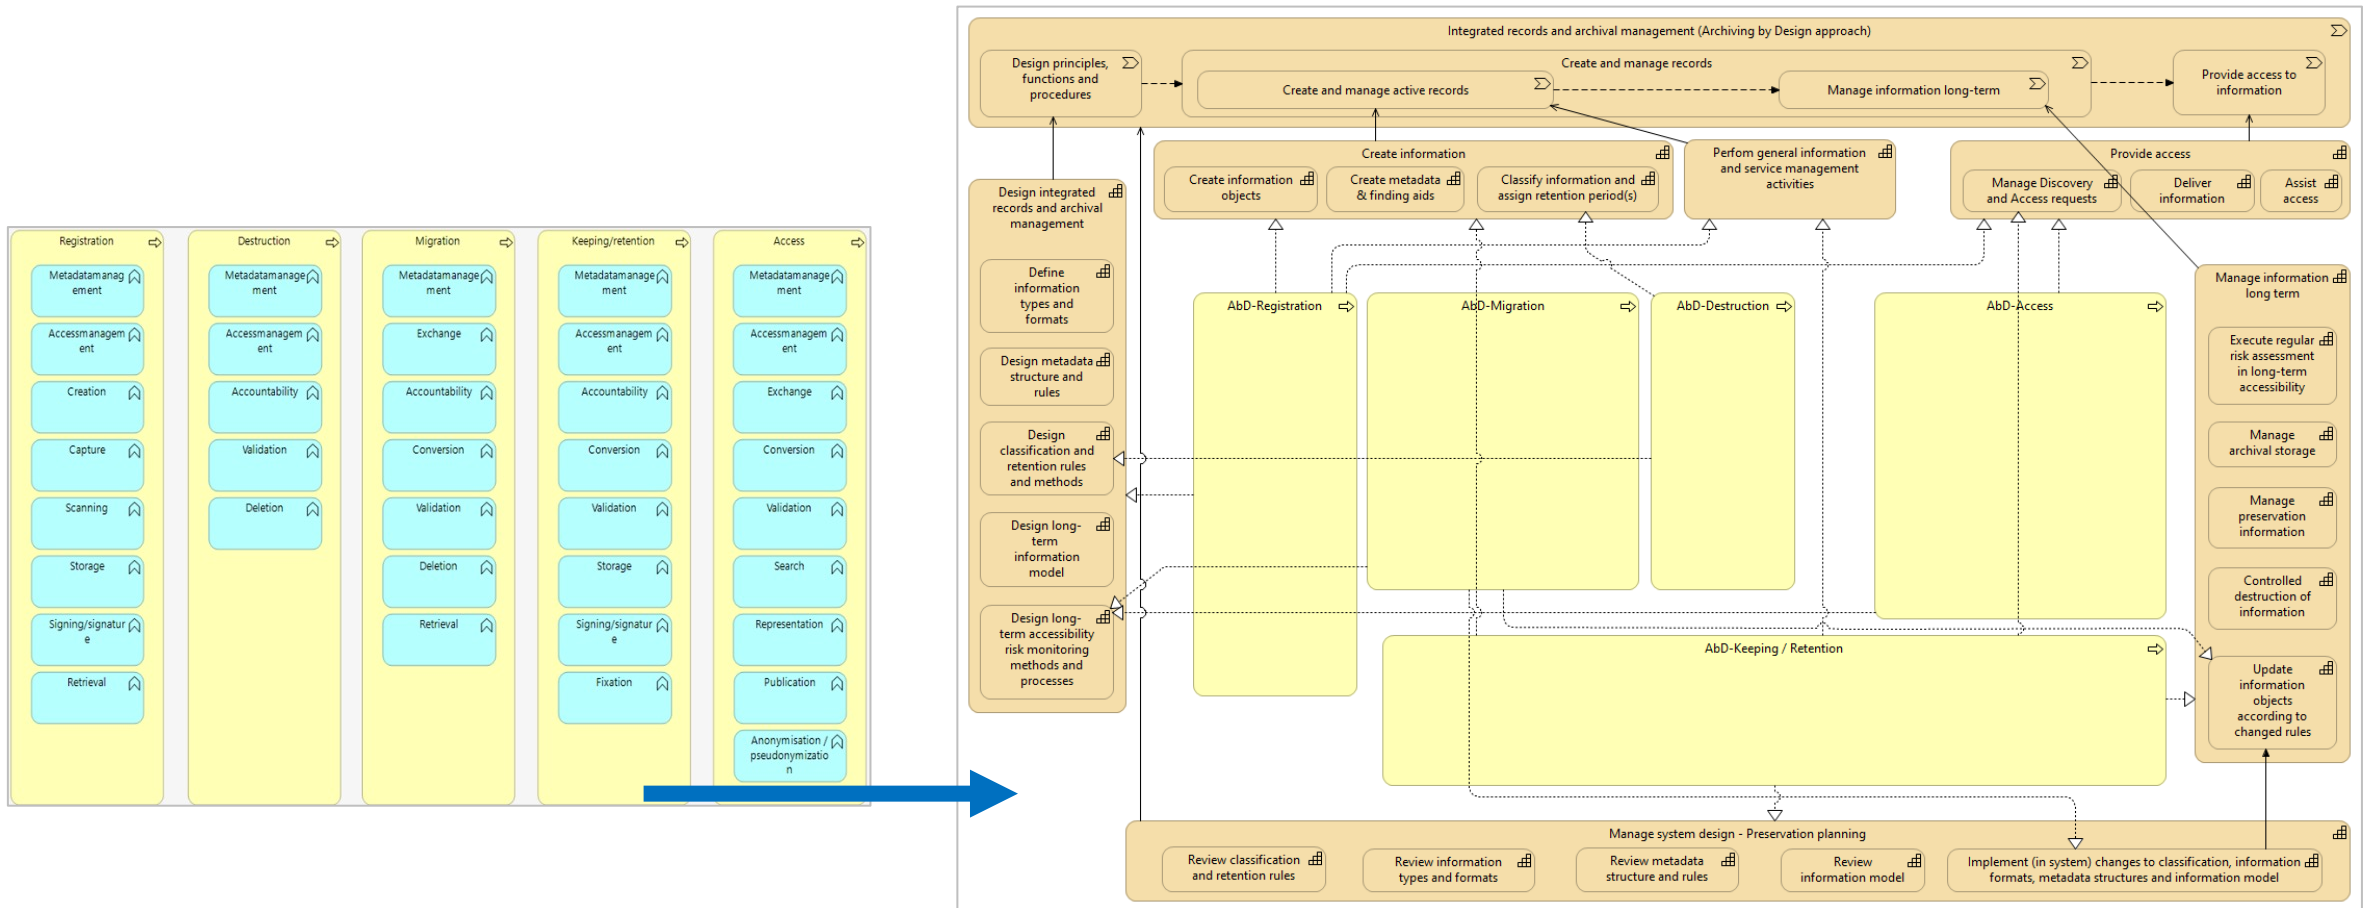 Registration
Metadatamanag
ement
Accessmanagem
ent
Creation
Capture
Scanning
Storage
Signing/signatur
e
Retrieval
Destruction
Metadatamanage
ment
Accessmanagem
ent
Accountability
Validation
Deletion
Migration
Metadatamanage
ment
Exchange
Accountability
Conversion
Validation
Deletion
Retrieval
Keeping/retention
Metadatamanage
ment
Accessmanagem
ent
Accountability
Conversion
Validation
Storage
Signing/signatur
e
Fixation
Access
Metadatamanage
ment
Accessmanagem
ent
Exchange
Conversion
Validation
Search
Representation
Publication
Anonymisation /
pseudonymizatio
n
Integrated records and archival management (Archiving by Design approach)
Design principles,
functions and
procedures
Create and manage records
Create and manage active records
Manage information long-term
Provide access to
information
Design integrated
records and archival
management
Define
information
types and
formats
Design metadata
structure and
rules
Design
classification and
retention rules
and methods
Design long-
term
information
model
Design long-
term accessibility
risk monitoring
methods and
processes
Create information
Create information
objects
Create metadata
& finding aids
Classify information and
assign retention period(s)
Perfom general information
and service management
activities
Provide access
Manage Discovery
and Access requests
Deliver
information
Assist
access
AbD-Registration
AbD-Migration
AbD-Destruction
AbD-Access
AbD-Keeping / Retention
Manage information
long term
Execute regular
risk assessment
in long-term
accessibility
Manage
archival storage
Manage
preservation
information
Controlled
destruction of
information
Update
information
objects
according to
changed rules
Manage system design - Preservation planning
Review classification
and retention rules
Review information
types and formats
Review metadata
structure and rules
Review
information model
Implement (in system) changes to classification, information
formats, metadata structures and information model